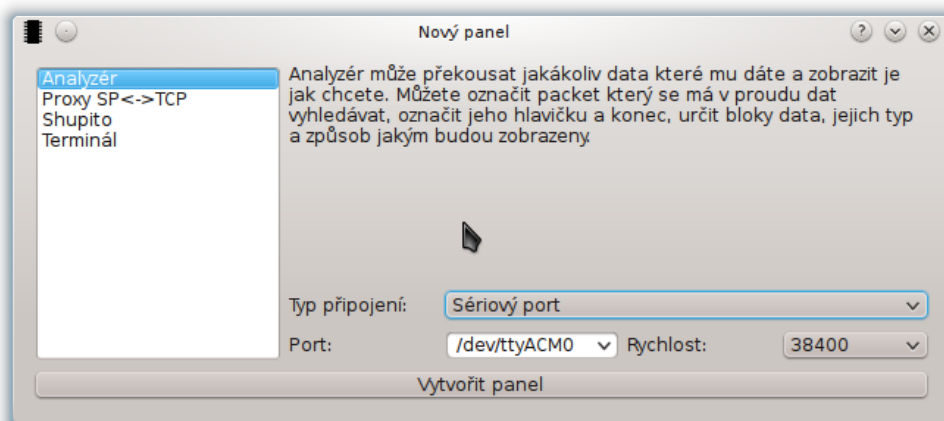 Nový panel
Analyzér
Proxy SP<->TCP
Shupito
Terminál
Analyzér může překousat jakákoliv data které mu dáte a zobrazit je
jak chcete. Můžete označit packet který se má v proudu dat
vyhledávat, označit jeho hlavičku a konec, určit bloky data, jejich typ
a způsob jakým budou zobrazeny.
Typ připojení: Sériový port
Port: /dev/ttyACM0 Rychlost: 38400
Vytvořit panel